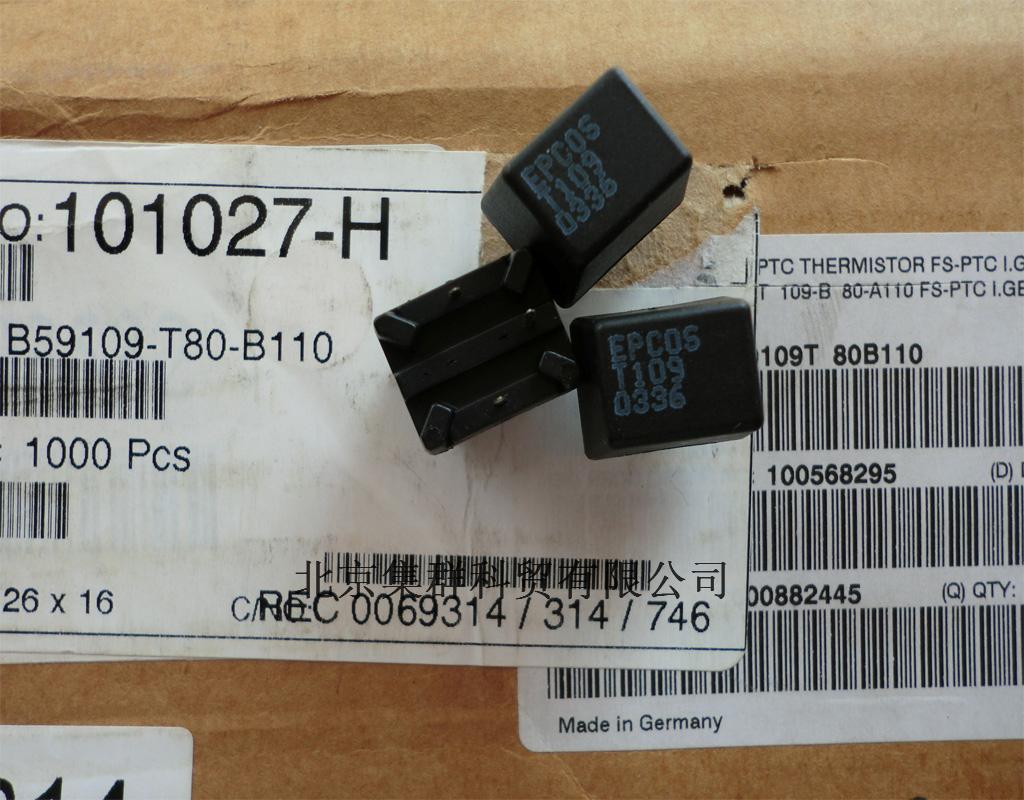 O: 101027-H
B59109-T80-B110
: 1000 Pcs
26 x 16
C/NO:
REC 0069314 / 314 / 746
北京集群科贸有限公司
EPCOS
T109
0336
EPCOS
T109
0336
PTC THERMISTOR FS-PTC I.GE
T 109-B 80-A110 FS-PTC I.GE
109T 80B110
: 100568295
(D)
00882445
(Q) QTY:
Made in Germany